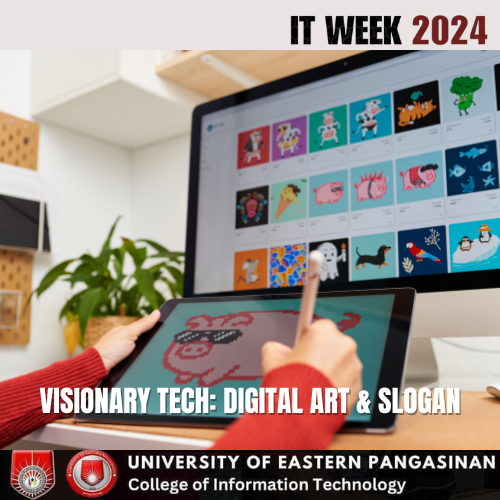 IT WEEK 2024
VISIONARY TECH: DIGITAL ART & SLOGAN
UNIVERSITY OF EASTERN PANGASINAN
College of Information Technology